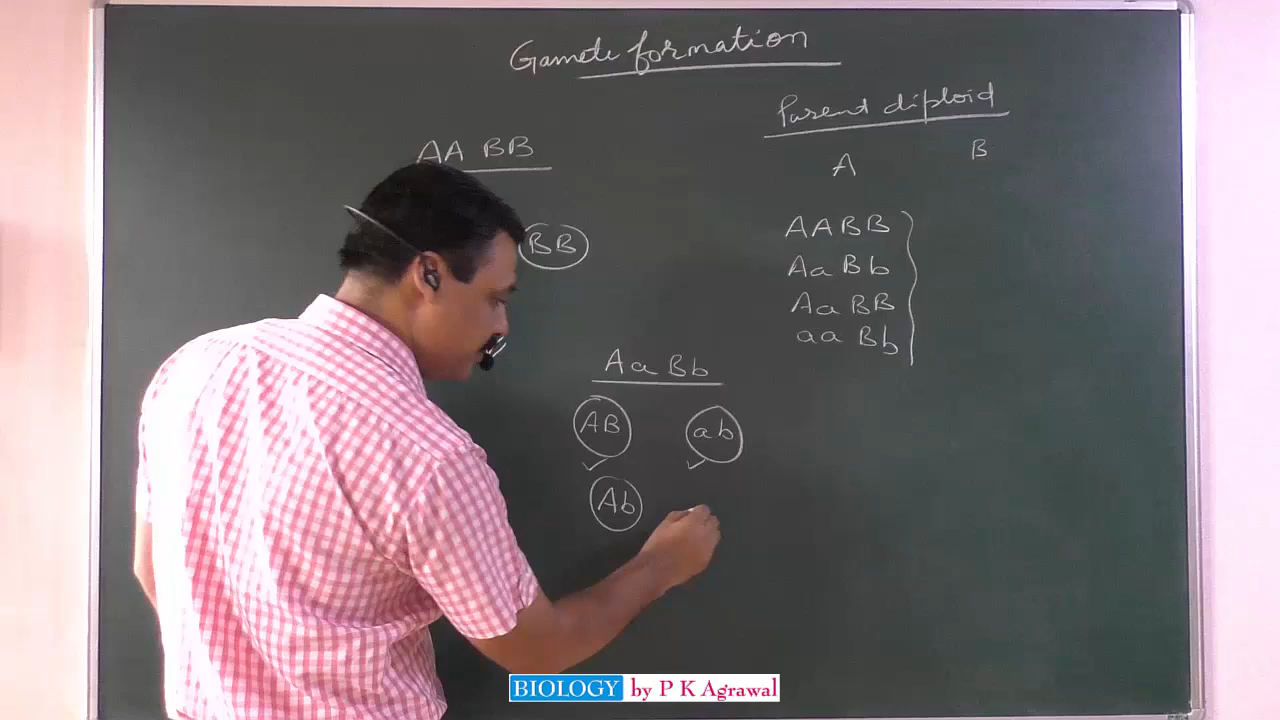 Gamete formation
Parent diploid
AA BB
A B
BB
AABB
AaBb
AaBB
aaBb
AaBb
AB ab
Ab
BIOLOGY by P K Agrawal